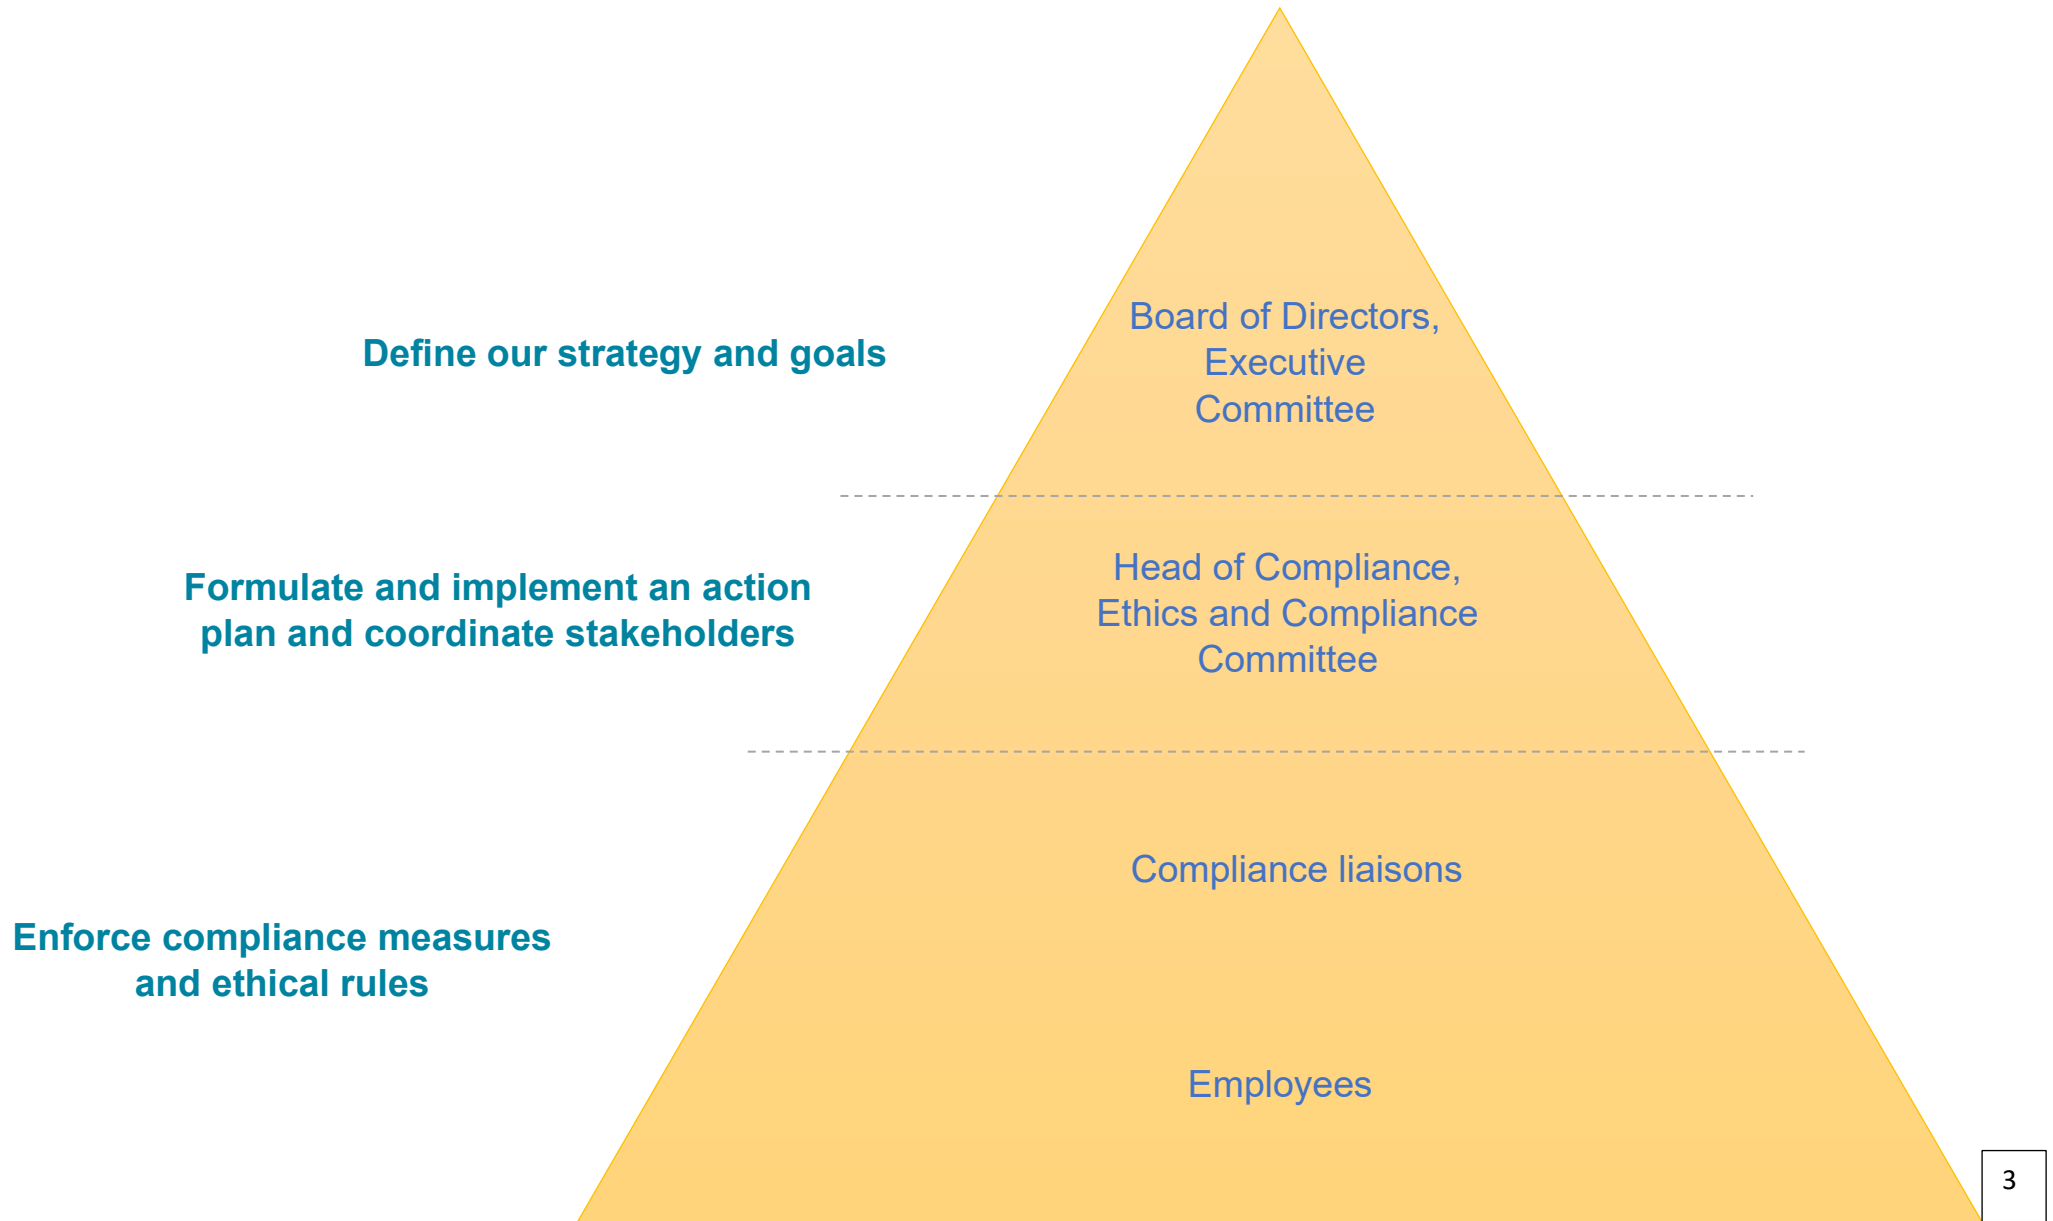 Define our strategy and goals
Board of Directors,
Executive
Committee
Formulate and implement an action
plan and coordinate stakeholders
Head of Compliance,
Ethics and Compliance
Committee
Enforce compliance measures
and ethical rules
Compliance liaisons
Employees
3